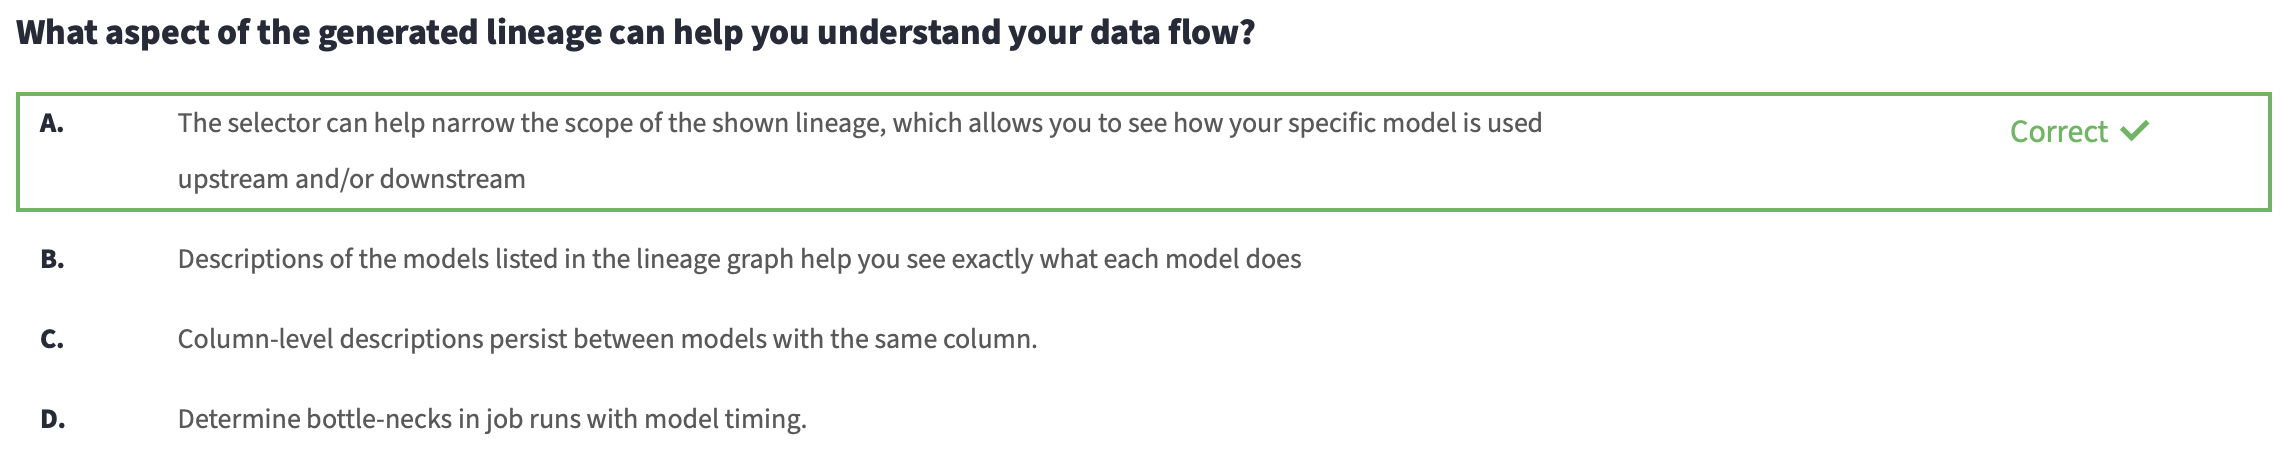 What aspect of the generated lineage can help you understand your data flow?
A. The selector can help narrow the scope of the shown lineage, which allows you to see how your specific model is used Correct ✓
upstream and/or downstream
B. Descriptions of the models listed in the lineage graph help you see exactly what each model does
C. Column-level descriptions persist between models with the same column.
D. Determine bottle-necks in job runs with model timing.